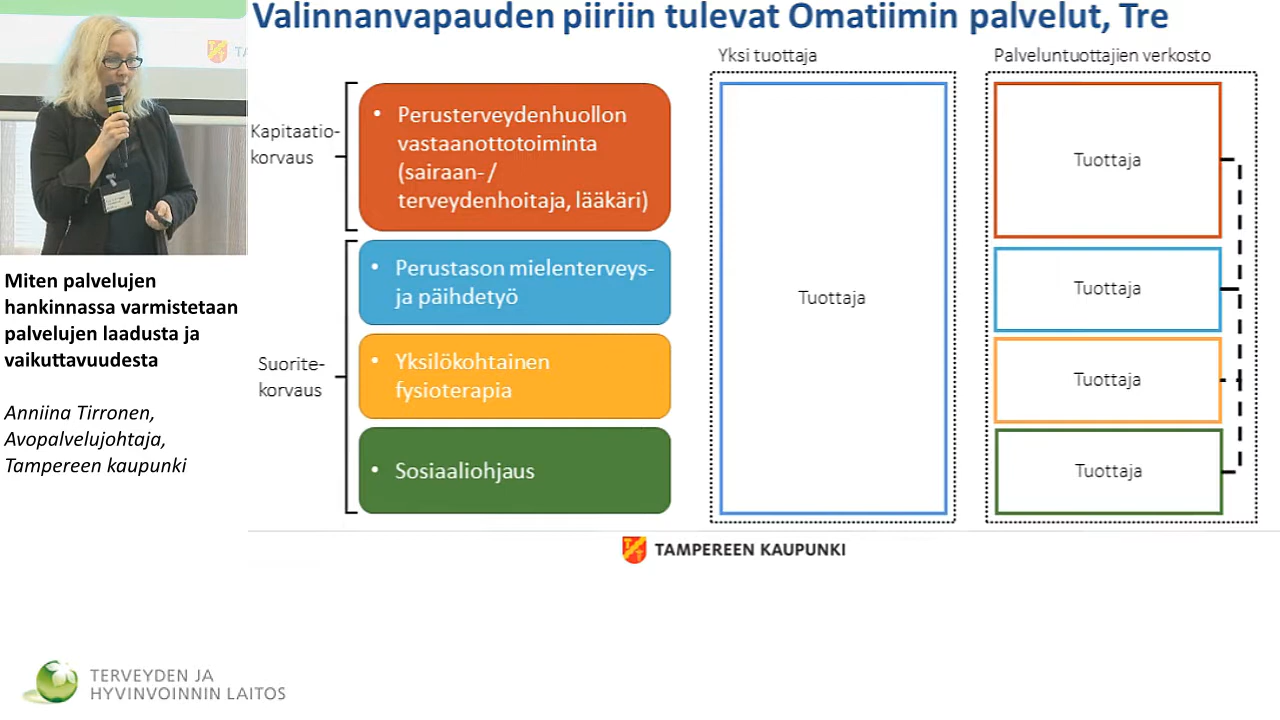 Valinnanvapauden piiriin tulevat Omatiimin palvelut, Tre
Yksi tuottaja
Palveluntuottajien verkosto
Kapitaatio-
korvaus
• Perusterveydenhuollon
vastaanottotoiminta
(sairaan- /
terveydenhoitaja, lääkäri)
• Perustason mielenterveys-
ja päihdetyö
Suorite-
korvaus
• Yksilökohtainen
fysioterapia
• Sosiaaliohjaus
Tuottaja
Tuottaja
Tuottaja
Tuottaja
Tuottaja
TAMPEREEN KAUPUNKI
Miten palvelujen
hankinnassa varmistetaan
palvelujen laadusta ja
vaikuttavuudesta
Anniina Tirronen,
Avopalvelujohtaja,
Tampereen kaupunki
TERVEYDEN JA
HYVINVOINNIN LAITOS